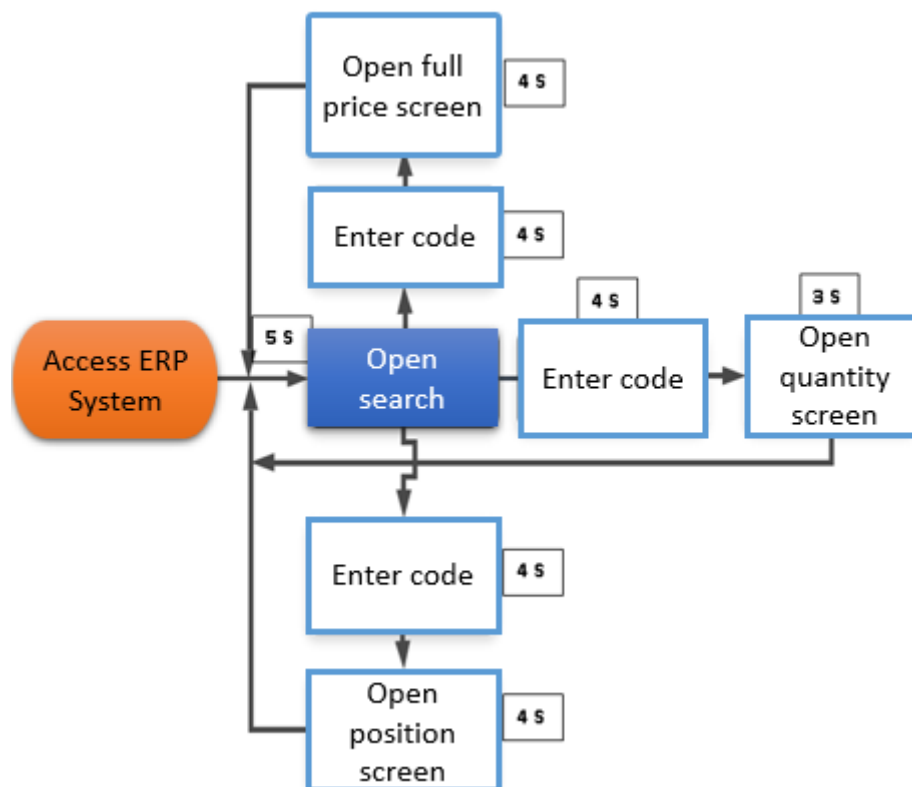 Open full
price screen
4 S
Enter code
4 S
4 S
3 S
5 S
Access ERP
System
Open
search
Enter code
Open
quantity
screen
Enter code
4 S
Open
position
screen
4 S